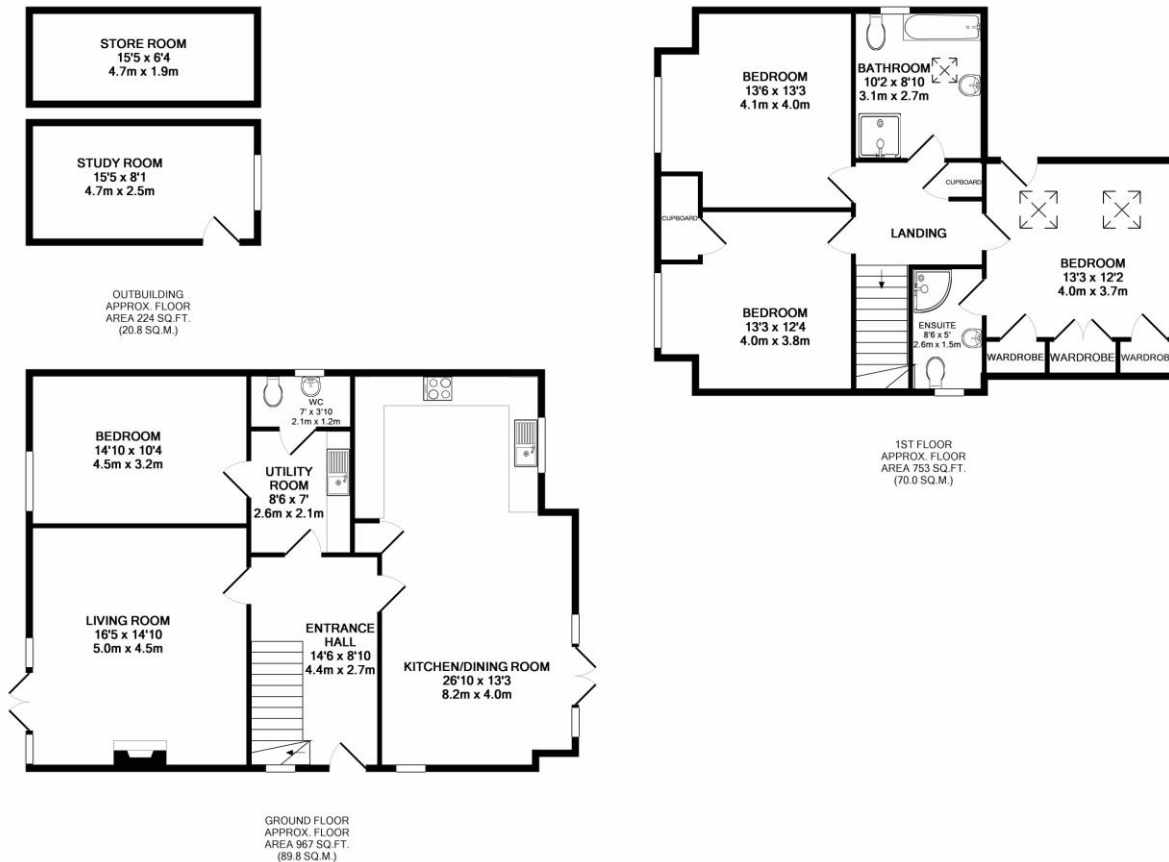 STORE ROOM
15'5 x 6'4
4.7m x 1.9m
STUDY ROOM
15'5 x 8'1
4.7m x 2.5m
OUTBUILDING
APPROX. FLOOR
AREA 224 SQ.FT.
(20.8 SQ.M.)
BEDROOM
14'10 x 10'4
4.5m x 3.2m
WC
7' x 3'10
2.1m x 1.2m
UTILITY
ROOM
8'6 x 7'
2.6m x 2.1m
LIVING ROOM
16'5 x 14'10
5.0m x 4.5m
ENTRANCE
HALL
14'6 x 8'10
4.4m x 2.7m
KITCHEN/DINING ROOM
26'10 x 13'3
8.2m x 4.0m
GROUND FLOOR
APPROX. FLOOR
AREA 967 SQ.FT.
(89.8 SQ.M.)
BEDROOM
13'6 x 13'3
4.1m x 4.0m
BATHROOM
10'2 x 8'10
3.1m x 2.7m
CUPBOARD
CUPBOARD
LANDING
BEDROOM
13'3 x 12'4
4.0m x 3.8m
BEDROOM
13'3 x 12'2
4.0m x 3.7m
ENSUITE
8'6 x 5'
2.6m x 1.5m
WARDROBE
WARDROBE
WARDROBE
1ST FLOOR
APPROX. FLOOR
AREA 753 SQ.FT.
(70.0 SQ.M.)